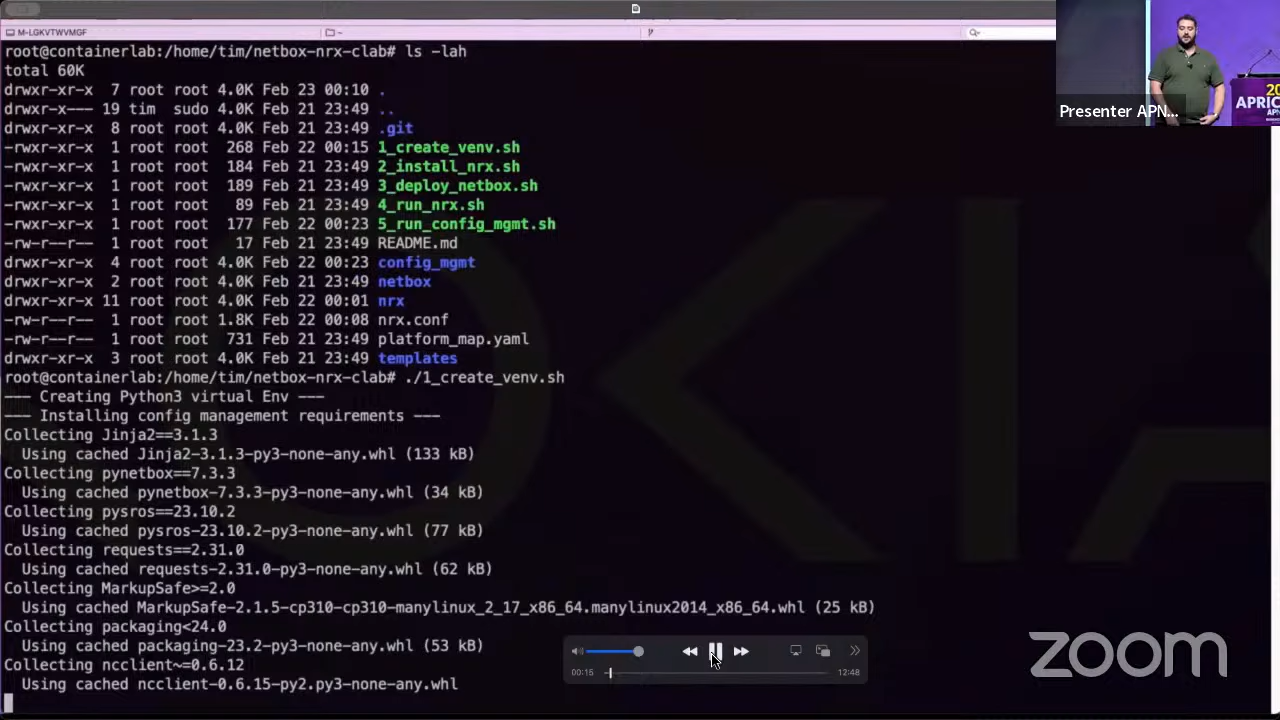 M-LGKVTWVMGF
root@containerlab:/home/tim/netbox-nrx-clab# ls -lah
total 60K
drwxr-xr-x  7 root root 4.0K Feb 23 00:10 .
drwxr-x--- 19 tim  sudo 4.0K Feb 21 23:49 ..
drwxr-xr-x  8 root root 4.0K Feb 21 23:49 .git
-rwxr-xr-x  1 root root  268 Feb 22 00:15 1_create_venv.sh
-rwxr-xr-x  1 root root  184 Feb 21 23:49 2_install_nrx.sh
-rwxr-xr-x  1 root root  189 Feb 21 23:49 3_deploy_netbox.sh
-rwxr-xr-x  1 root root   89 Feb 21 23:49 4_run_nrx.sh
-rwxr-xr-x  1 root root  177 Feb 22 00:23 5_run_config_mgmt.sh
-rw-r--r--  1 root root   17 Feb 21 23:49 README.md
drwxr-xr-x  4 root root 4.0K Feb 22 00:23 config_mgmt
drwxr-xr-x  2 root root 4.0K Feb 21 23:49 netbox
drwxr-xr-x 11 root root 4.0K Feb 22 00:01 nrx
-rw-r--r--  1 root root 1.8K Feb 22 00:08 nrx.conf
-rw-r--r--  1 root root  731 Feb 21 23:49 platform_map.yaml
drwxr-xr-x  3 root root 4.0K Feb 21 23:49 templates
root@containerlab:/home/tim/netbox-nrx-clab# ./1_create_venv.sh
--- Creating Python3 virtual Env ---
--- Installing config management requirements ---
Collecting Jinja2==3.1.3
  Using cached Jinja2-3.1.3-py3-none-any.whl (133 kB)
Collecting pynetbox==7.3.3
  Using cached pynetbox-7.3.3-py3-none-any.whl (34 kB)
Collecting pysros==23.10.2
  Using cached pysros-23.10.2-py3-none-any.whl (77 kB)
Collecting requests==2.31.0
  Using cached requests-2.31.0-py3-none-any.whl (62 kB)
Collecting MarkupSafe>=2.0
  Using cached MarkupSafe-2.1.5-cp310-cp310-manylinux_2_17_x86_64.manylinux2014_x86_64.whl (25 kB)
Collecting packaging<24.0
  Using cached packaging-23.2-py3-none-any.whl (53 kB)
Collecting ncclient~=0.6.12
  Using cached ncclient-0.6.15-py2.py3-none-any.whl
00:15
12:48
Presenter APN...
20
APRIC
AP
zoom